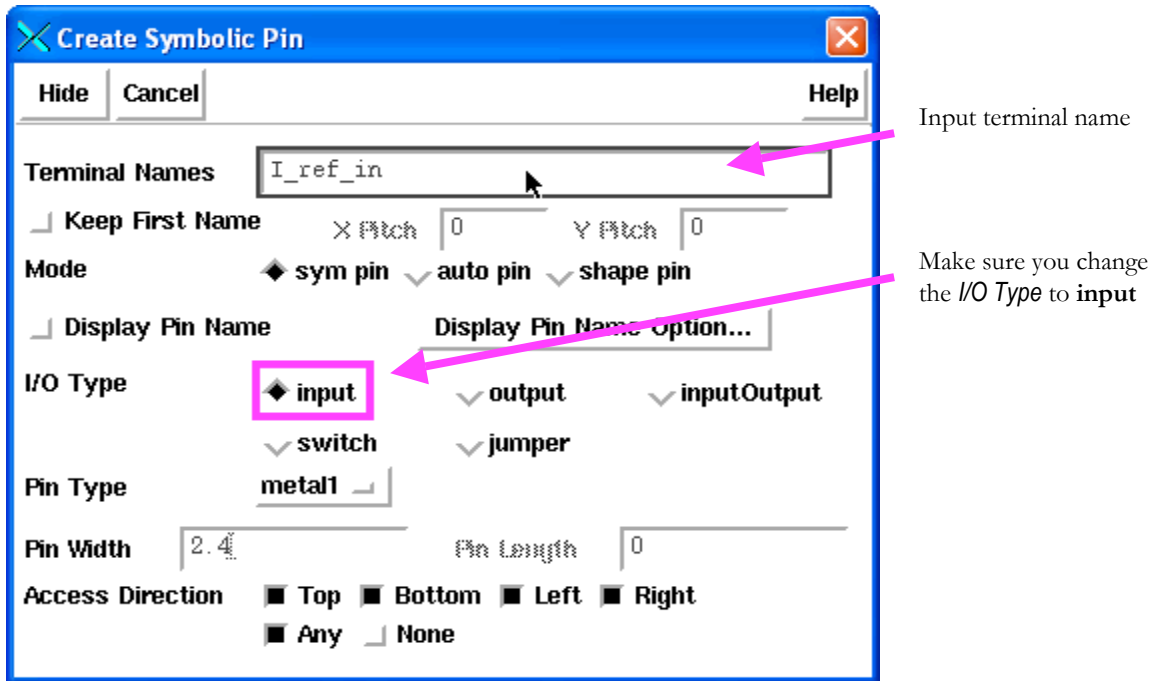 Create Symbolic Pin
Hide Cancel Help
Terminal Names I_ref_in
Keep First Name X Pitch 0 Y Pitch 0
Mode sym pin auto pin shape pin
Display Pin Name Display Pin Name Option...
I/O Type input output inputOutput
switch jumper
Pin Type metal1
Pin Width 2.4 Pin Length 0
Access Direction Top Bottom Left Right
Any None
Input terminal name
Make sure you change
the I/O Type to input